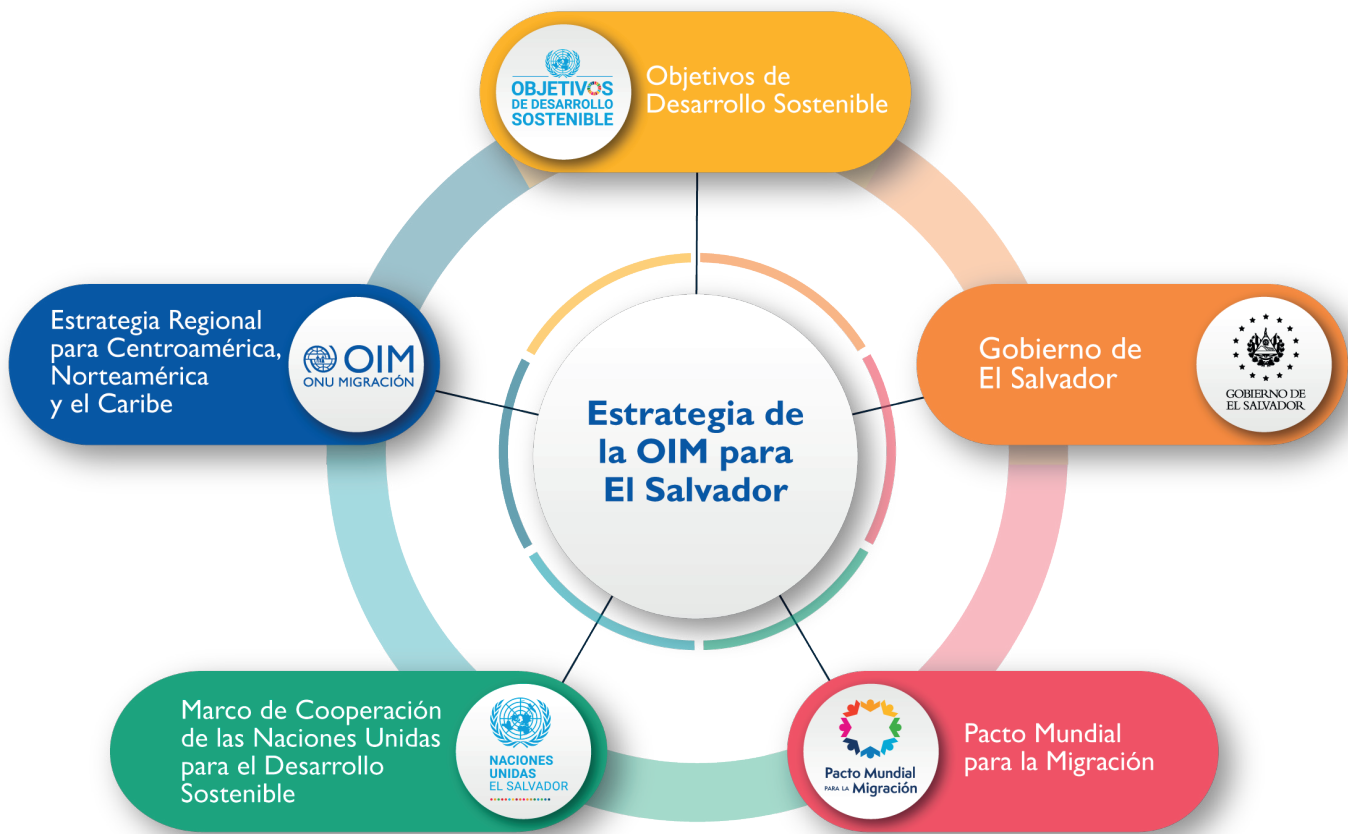 OBJETIVOS
DE DESARROLLO
SOSTENIBLE
Objetivos de
Desarrollo Sostenible
Estrategia Regional
para Centroamérica,
Norteamérica
y el Caribe
OIM
ONU MIGRACIÓN
Gobierno de
El Salvador
GOBIERNO DE
EL SALVADOR
Estrategia de
la OIM para
El Salvador
Marco de Cooperación
de las Naciones Unidas
para el Desarrollo
Sostenible
NACIONES
UNIDAS
EL SALVADOR
Pacto Mundial
PARA LA Migración
Pacto Mundial
para la Migración